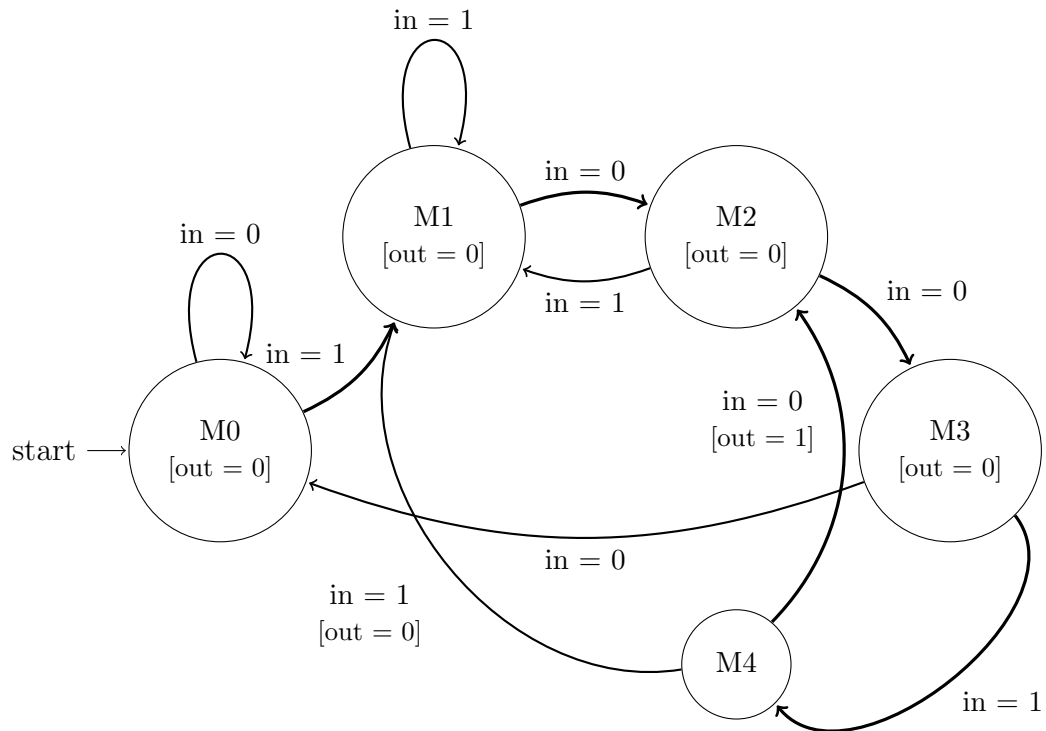 in = 1
in = 0
M1
[out = 0]
M2
[out = 0]
in = 0
in = 1
in = 0
in = 1
start
M0
[out = 0]
in = 0
[out = 1]
M3
[out = 0]
in = 0
in = 1
[out = 0]
M4
in = 1